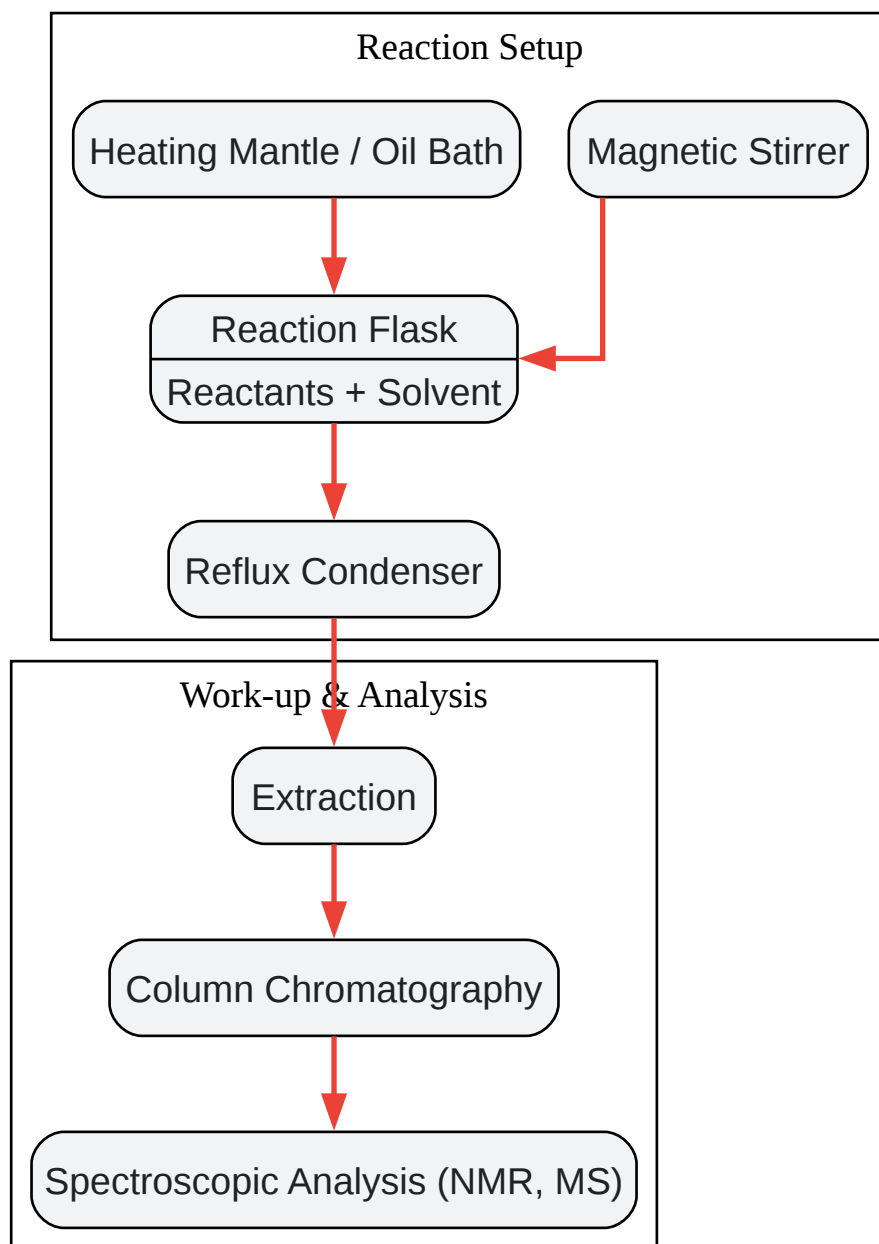 Reaction Setup
Heating Mantle / Oil Bath
Magnetic Stirrer
Reaction Flask
Reactants + Solvent
Reflux Condenser
Work-up & Analysis
Extraction
Column Chromatography
Spectroscopic Analysis (NMR, MS)